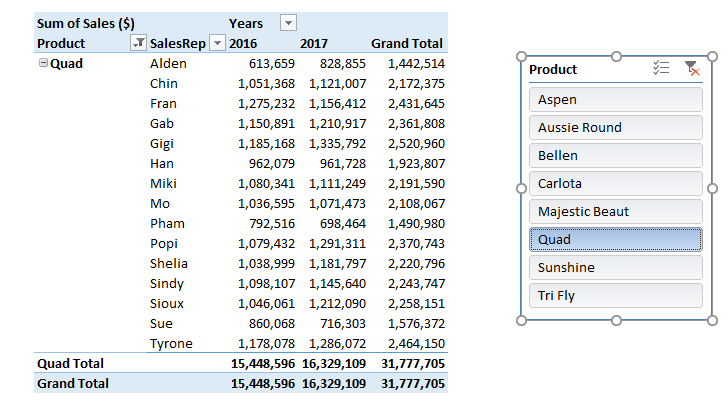 Sum of Sales ($) Years
Product SalesRep 2016 2017 Grand Total
Quad Alden 613,659 828,855 1,442,514
Chin 1,051,368 1,121,007 2,172,375
Fran 1,275,232 1,156,412 2,431,645
Gab 1,150,891 1,210,917 2,361,808
Gigi 1,185,168 1,335,792 2,520,960
Han 962,079 961,728 1,923,807
Miki 1,080,341 1,111,249 2,191,590
Mo 1,036,595 1,071,473 2,108,067
Pham 792,516 698,464 1,490,980
Popi 1,079,432 1,291,311 2,370,743
Shelia 1,038,999 1,181,797 2,220,796
Sindy 1,098,107 1,145,640 2,243,747
Sioux 1,046,061 1,212,090 2,258,151
Sue 860,068 716,303 1,576,372
Tyrone 1,178,078 1,286,072 2,464,150
Quad Total 15,448,596 16,329,109 31,777,705
Grand Total 15,448,596 16,329,109 31,777,705
Product
Aspen
Aussie Round
Bellen
Carlota
Majestic Beaut
Quad
Sunshine
Tri Fly